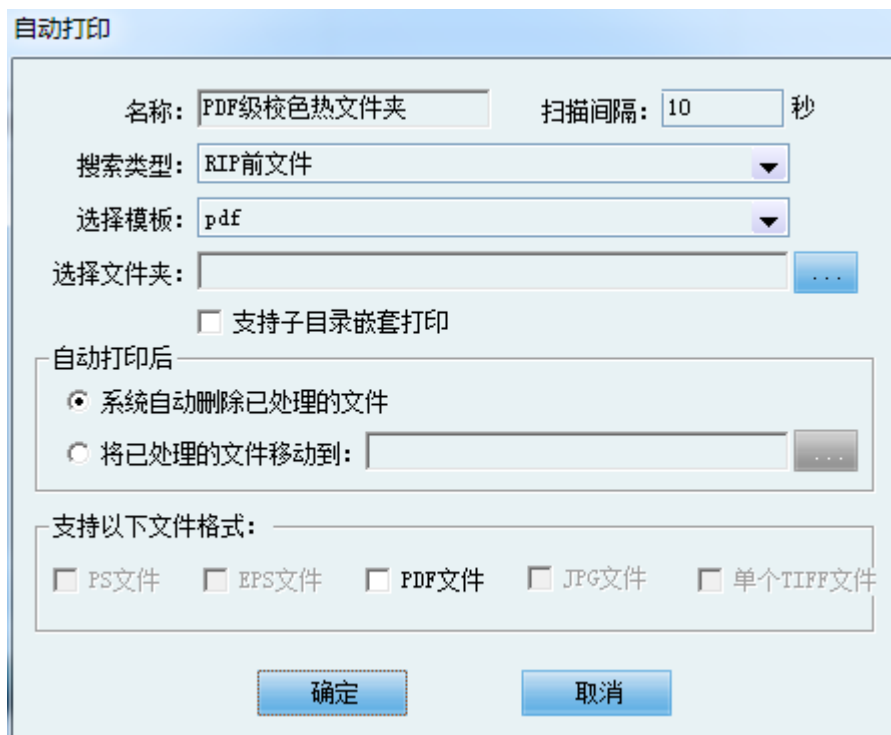 自动打印
名称: PDF级校色热文件夹 扫描间隔: 10 秒
搜索类型: RIP前文件
选择模板: pdf
选择文件夹: ...
支持子目录嵌套打印
自动打印后
系统自动删除已处理的文件
将已处理的文件移动到: ...
支持以下文件格式:
PS文件 EPS文件 PDF文件 JPG文件 单个TIFF文件
确定 取消